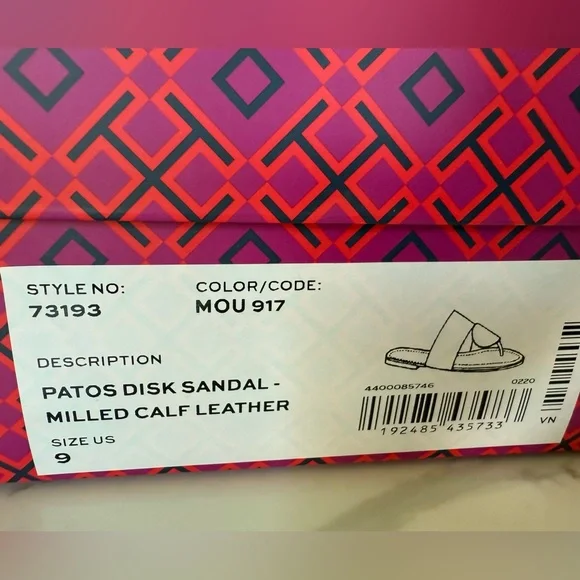 STYLE NO:
73193
COLOR/CODE:
MOU 917
DESCRIPTION
PATOS DISK SANDAL -
MILLED CALF LEATHER
SIZE US
9
4400085746 0220
192485 435733
VN